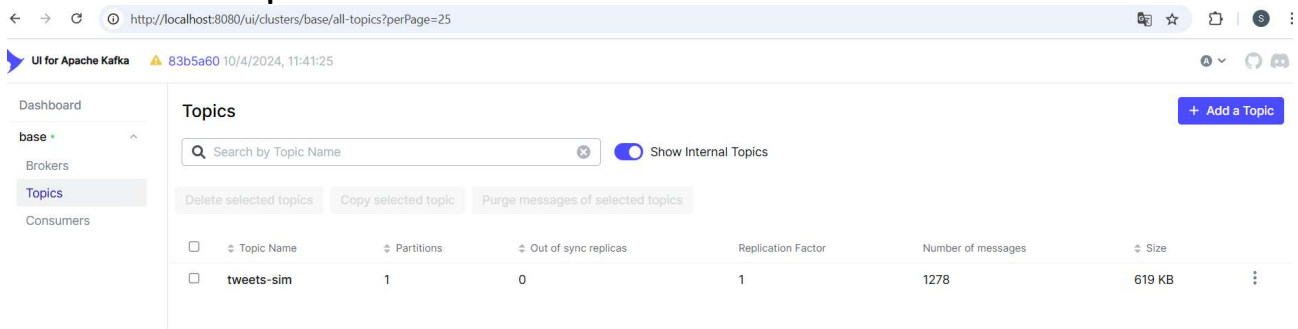 http://localhost:8080/ui/clusters/base/all-topics?perPage=25
S
UI for Apache Kafka 83b5a60 10/4/2024, 11:41:25
A
Dashboard
base
Brokers
Topics
Consumers
Topics
+ Add a Topic
Search by Topic Name
Show Internal Topics
Delete selected topics Copy selected topic Purge messages of selected topics
Topic Name Partitions Out of sync replicas Replication Factor Number of messages Size
tweets-sim 1 0 1 1278 619 KB